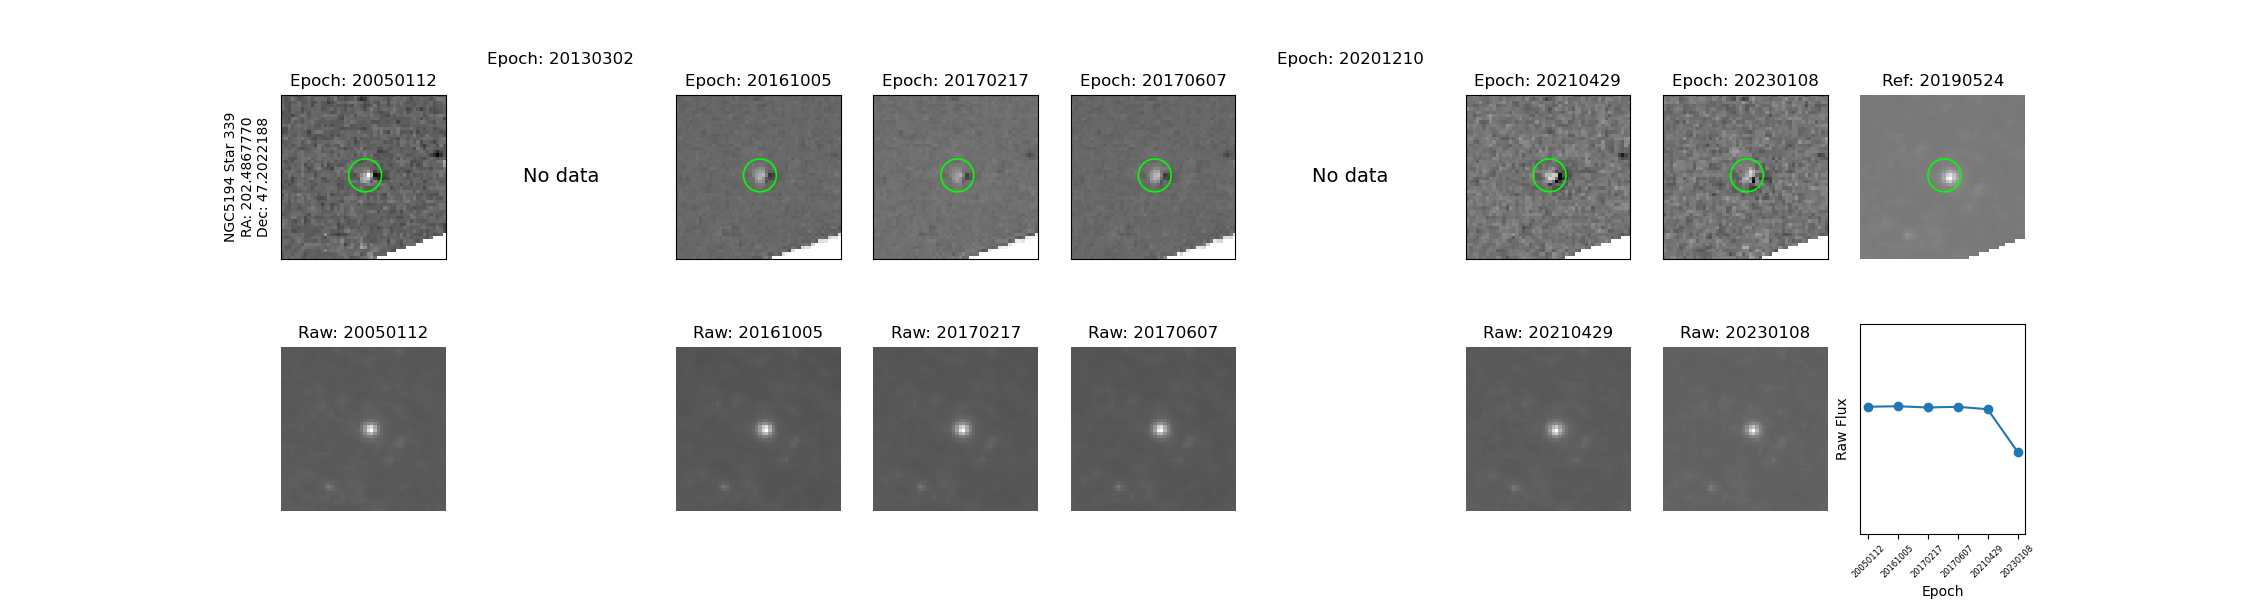 Epoch: 20130302
Epoch: 20201210
Epoch: 20050112
Epoch: 20161005
Epoch: 20170217
Epoch: 20170607
Epoch: 20210429
Epoch: 20230108
Ref: 20190524
NGC5194 Star 339
RA: 202.4867770
Dec: 47.2022188
No data
No data
Raw: 20050112
Raw: 20161005
Raw: 20170217
Raw: 20170607
Raw: 20210429
Raw: 20230108
Raw Flux
20050112
20161005
20170217
20170607
20210429
20230108
Epoch